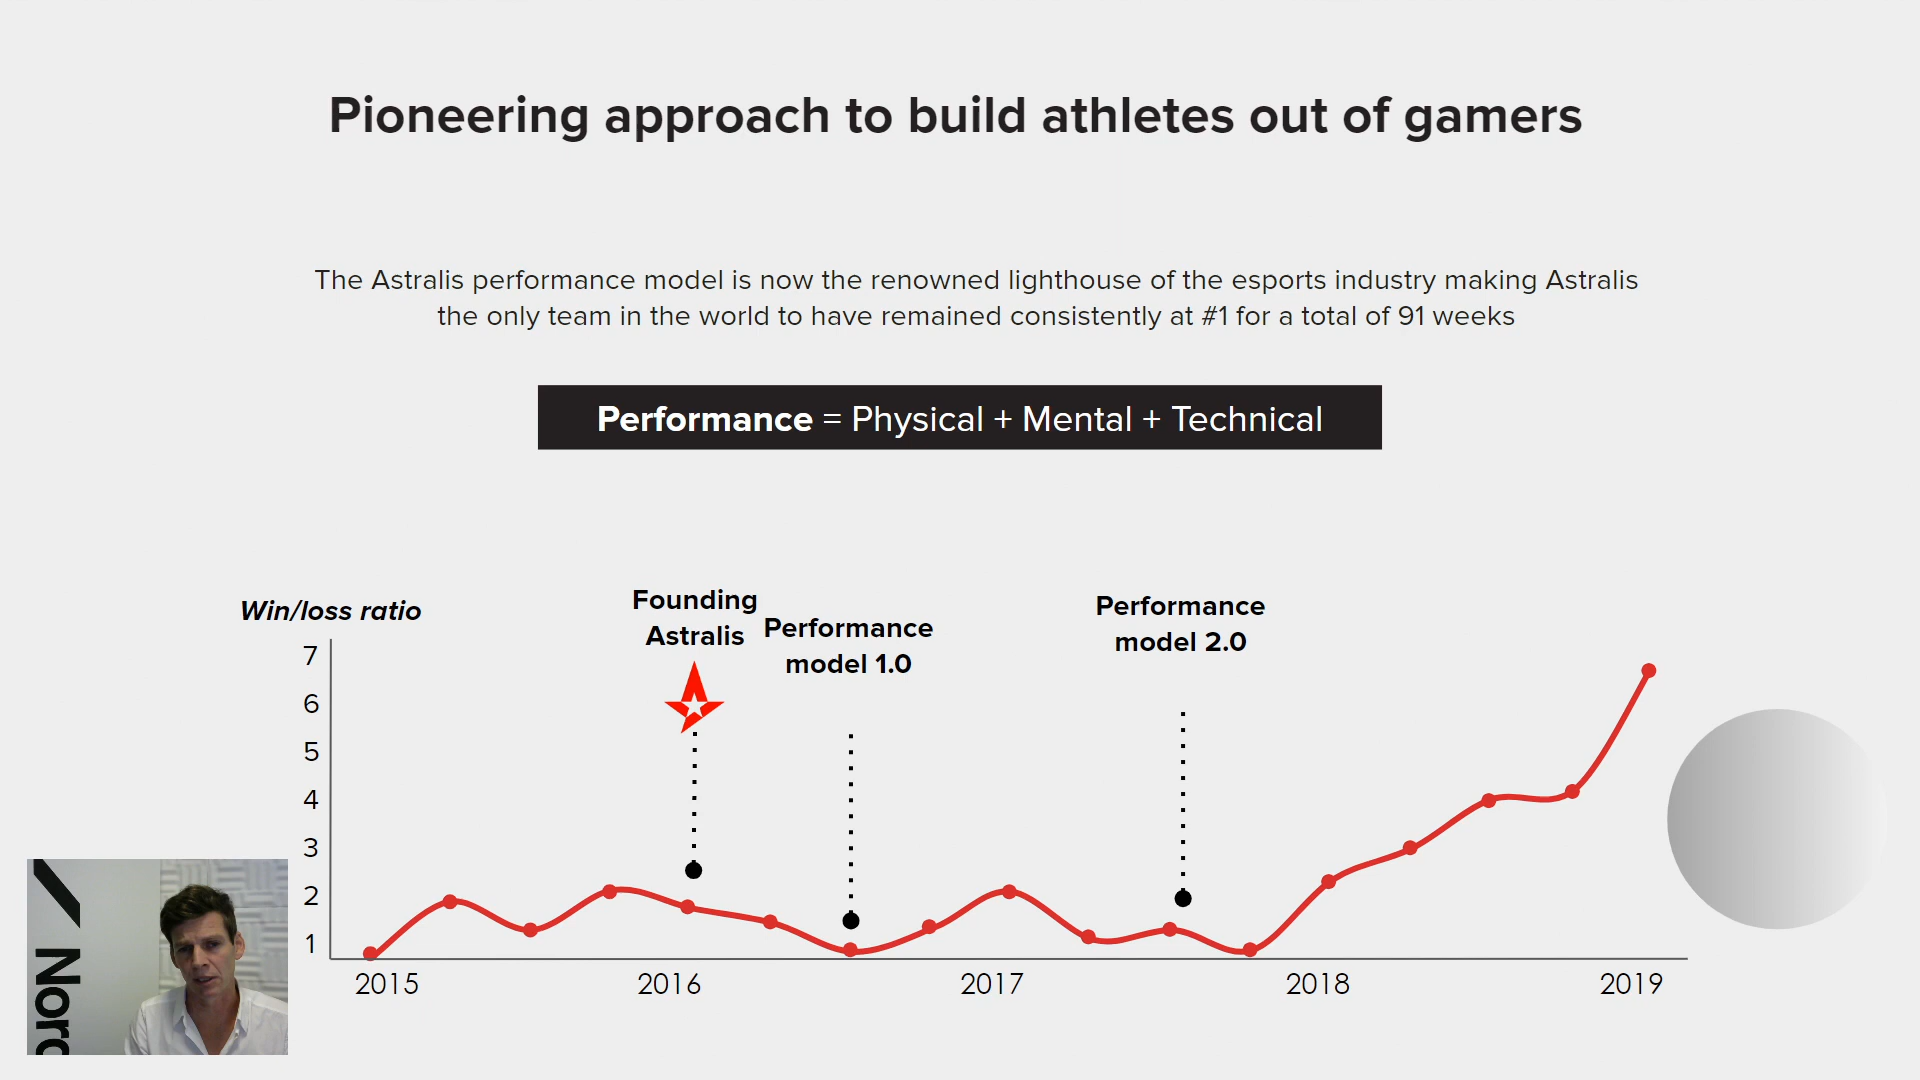 Pioneering approach to build athletes out of gamers
The Astralis performance model is now the renowned lighthouse of the esports industry making Astralis
the only team in the world to have remained consistently at #1 for a total of 91 weeks
Performance = Physical + Mental + Technical
Win/loss ratio
Founding
Astralis
Performance
model 1.0
Performance
model 2.0
7
6
5
4
3
2
1
2015 2016 2017 2018 2019
Nord